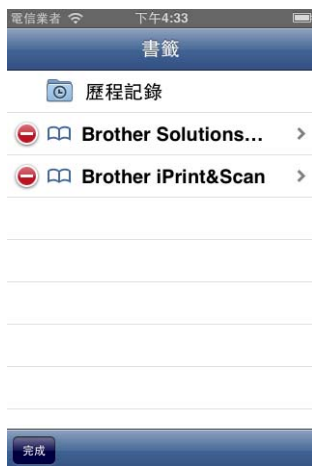 電信業者 下午4:33
書籤
歷程記錄
Brother Solutions...
Brother iPrint&Scan
完成